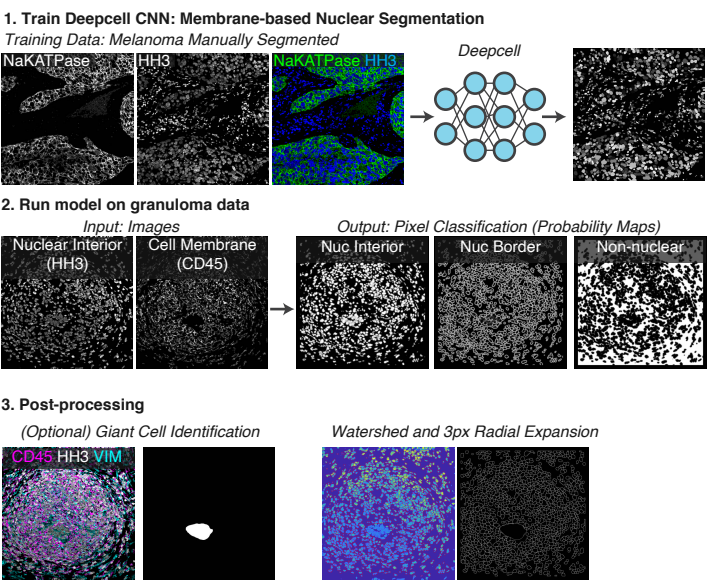 1. Train Deepcell CNN: Membrane-based Nuclear Segmentation
Training Data: Melanoma Manually Segmented
Deepcell
NaKATPase
HH3
NaKATPase HH3
2. Run model on granuloma data
Input: Images
Output: Pixel Classification (Probability Maps)
Nuclear Interior
(HH3)
Cell Membrane
(CD45)
Nuc Interior
Nuc Border
Non-nuclear
3. Post-processing
(Optional) Giant Cell Identification
Watershed and 3px Radial Expansion
CD45 HH3 VIM